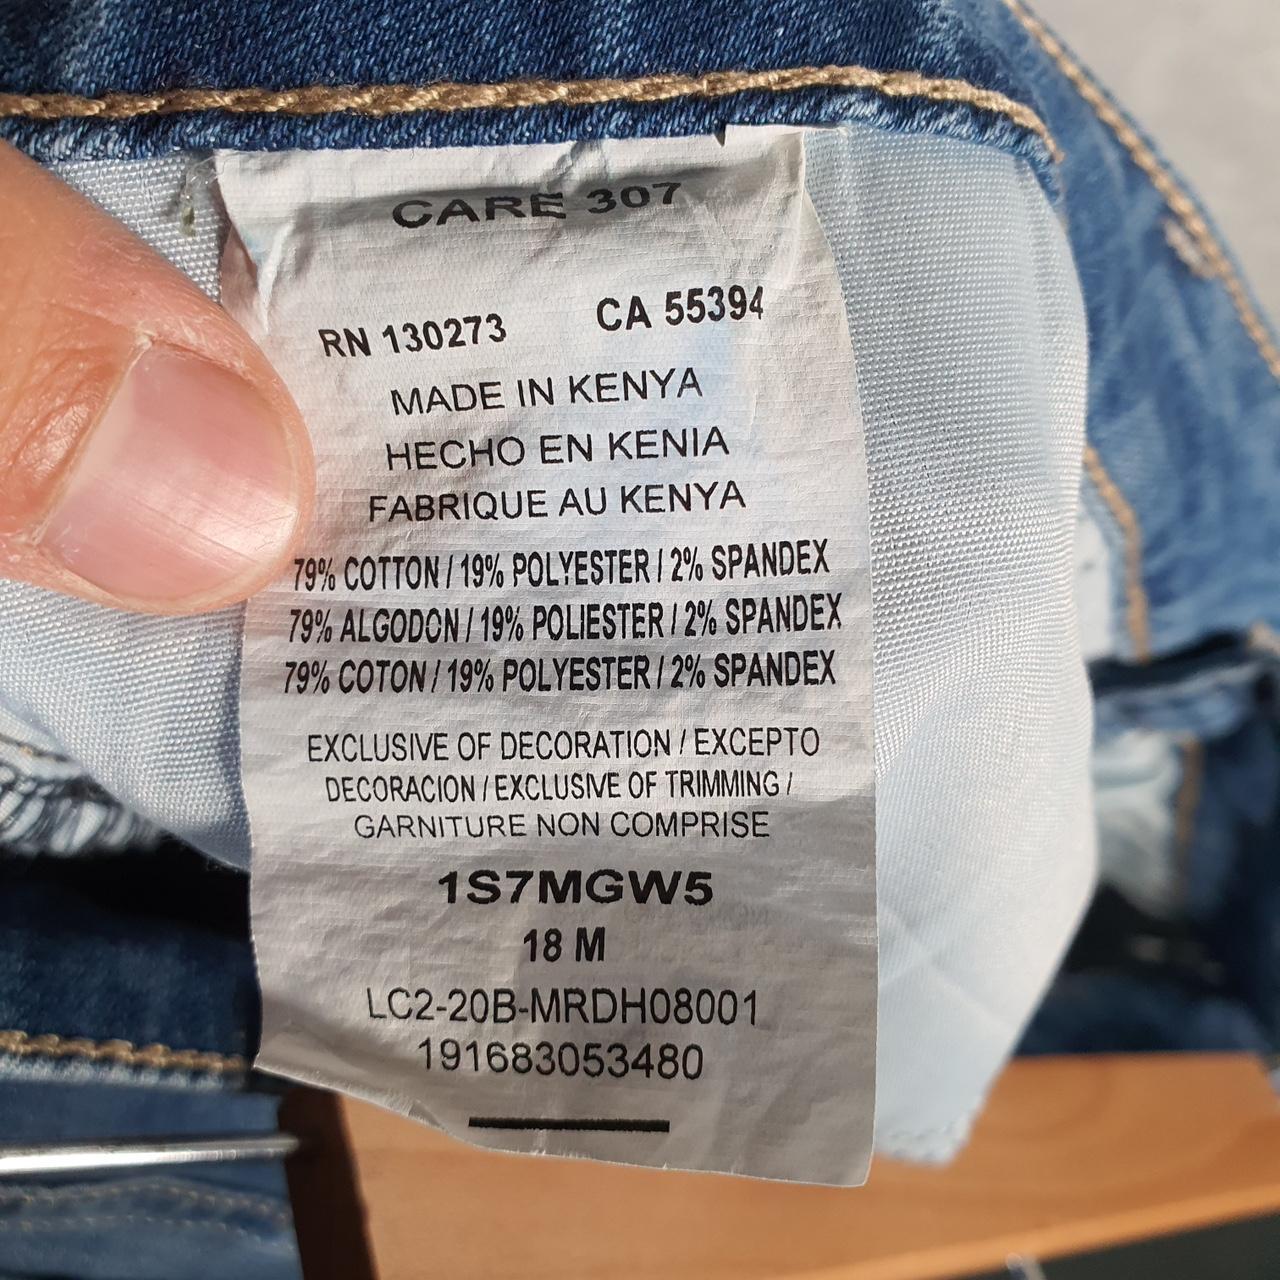 CARE 307
RN 130273 CA 55394
MADE IN KENYA
HECHO EN KENIA
FABRIQUE AU KENYA
79% COTTON / 19% POLYESTER / 2% SPANDEX
79% ALGODON / 19% POLIESTER / 2% SPANDEX
79% COTON / 19% POLYESTER / 2% SPANDEX
EXCLUSIVE OF DECORATION / EXCEPTO
DECORACION / EXCLUSIVE OF TRIMMING /
GARNITURE NON COMPRISE
1S7MGW5
18 M
LC2-20B-MRDH08001
191683053480